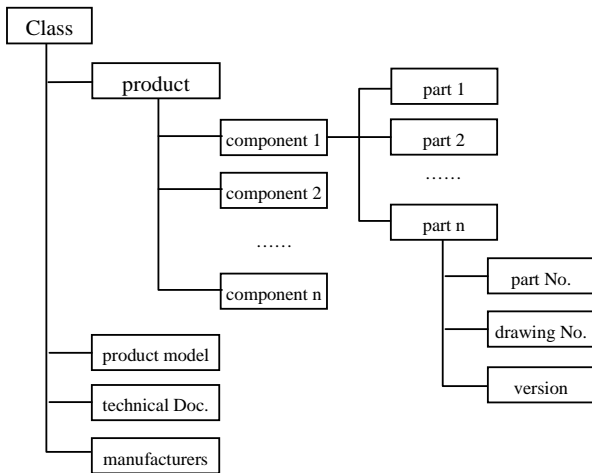 Class
product
component 1
component 2
……
component n
part 1
part 2
……
part n
part No.
drawing No.
version
product model
technical Doc.
manufacturers